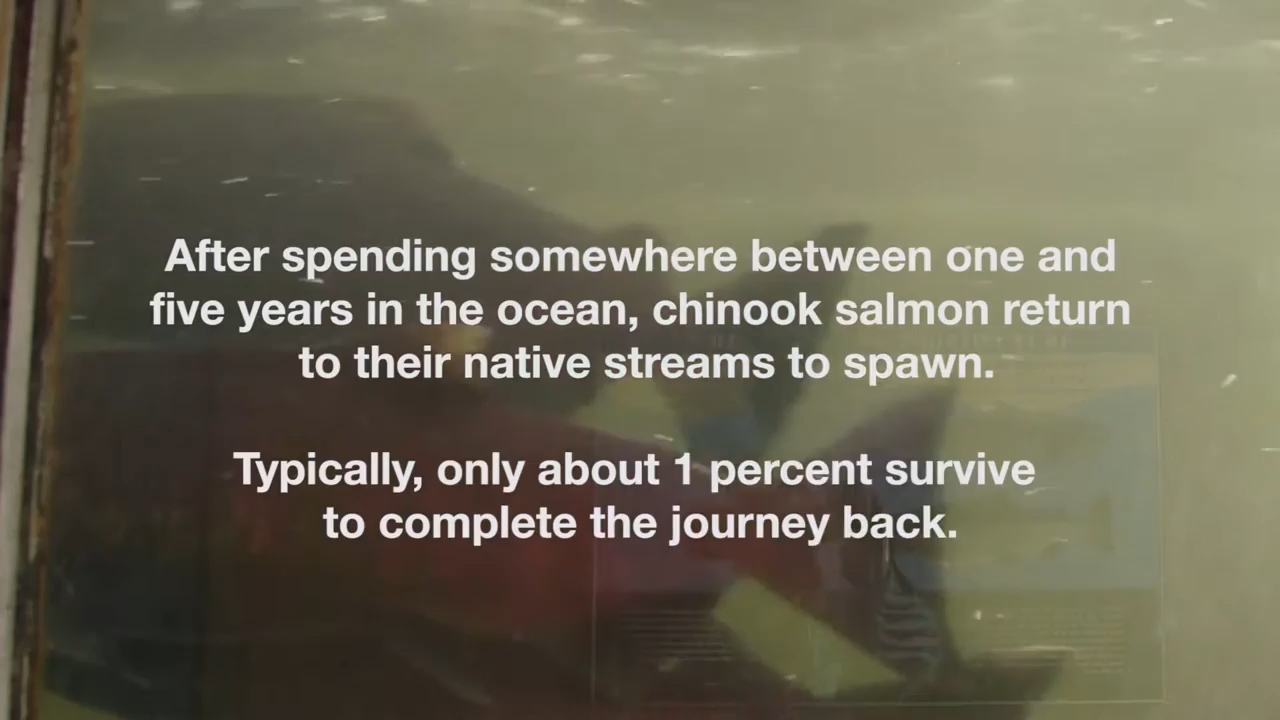 After spending somewhere between one and
five years in the ocean, chinook salmon return
to their native streams to spawn.
Typically, only about 1 percent survive
to complete the journey back.